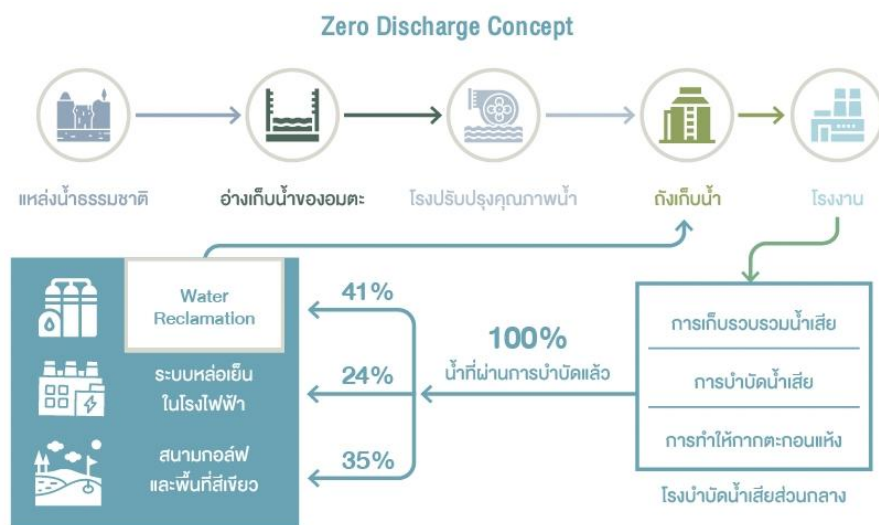 Zero Discharge Concept
แหล่งน้ำธรรมชาติ
อ่างเก็บน้ำของอมตะ
โรงปรับปรุงคุณภาพน้ำ
ถังเก็บน้ำ
โรงงาน
Water
Reclamation
41%
ระบบหล่อเย็น
ในโรงไฟฟ้า
24%
สนามกอล์ฟ
และพื้นที่สีเขียว
35%
100%
น้ำที่ผ่านการบำบัดแล้ว
การเก็บรวบรวมน้ำเสีย
การบำบัดน้ำเสีย
การทำให้กากตะกอนแห้ง
โรงบำบัดน้ำเสียส่วนกลาง